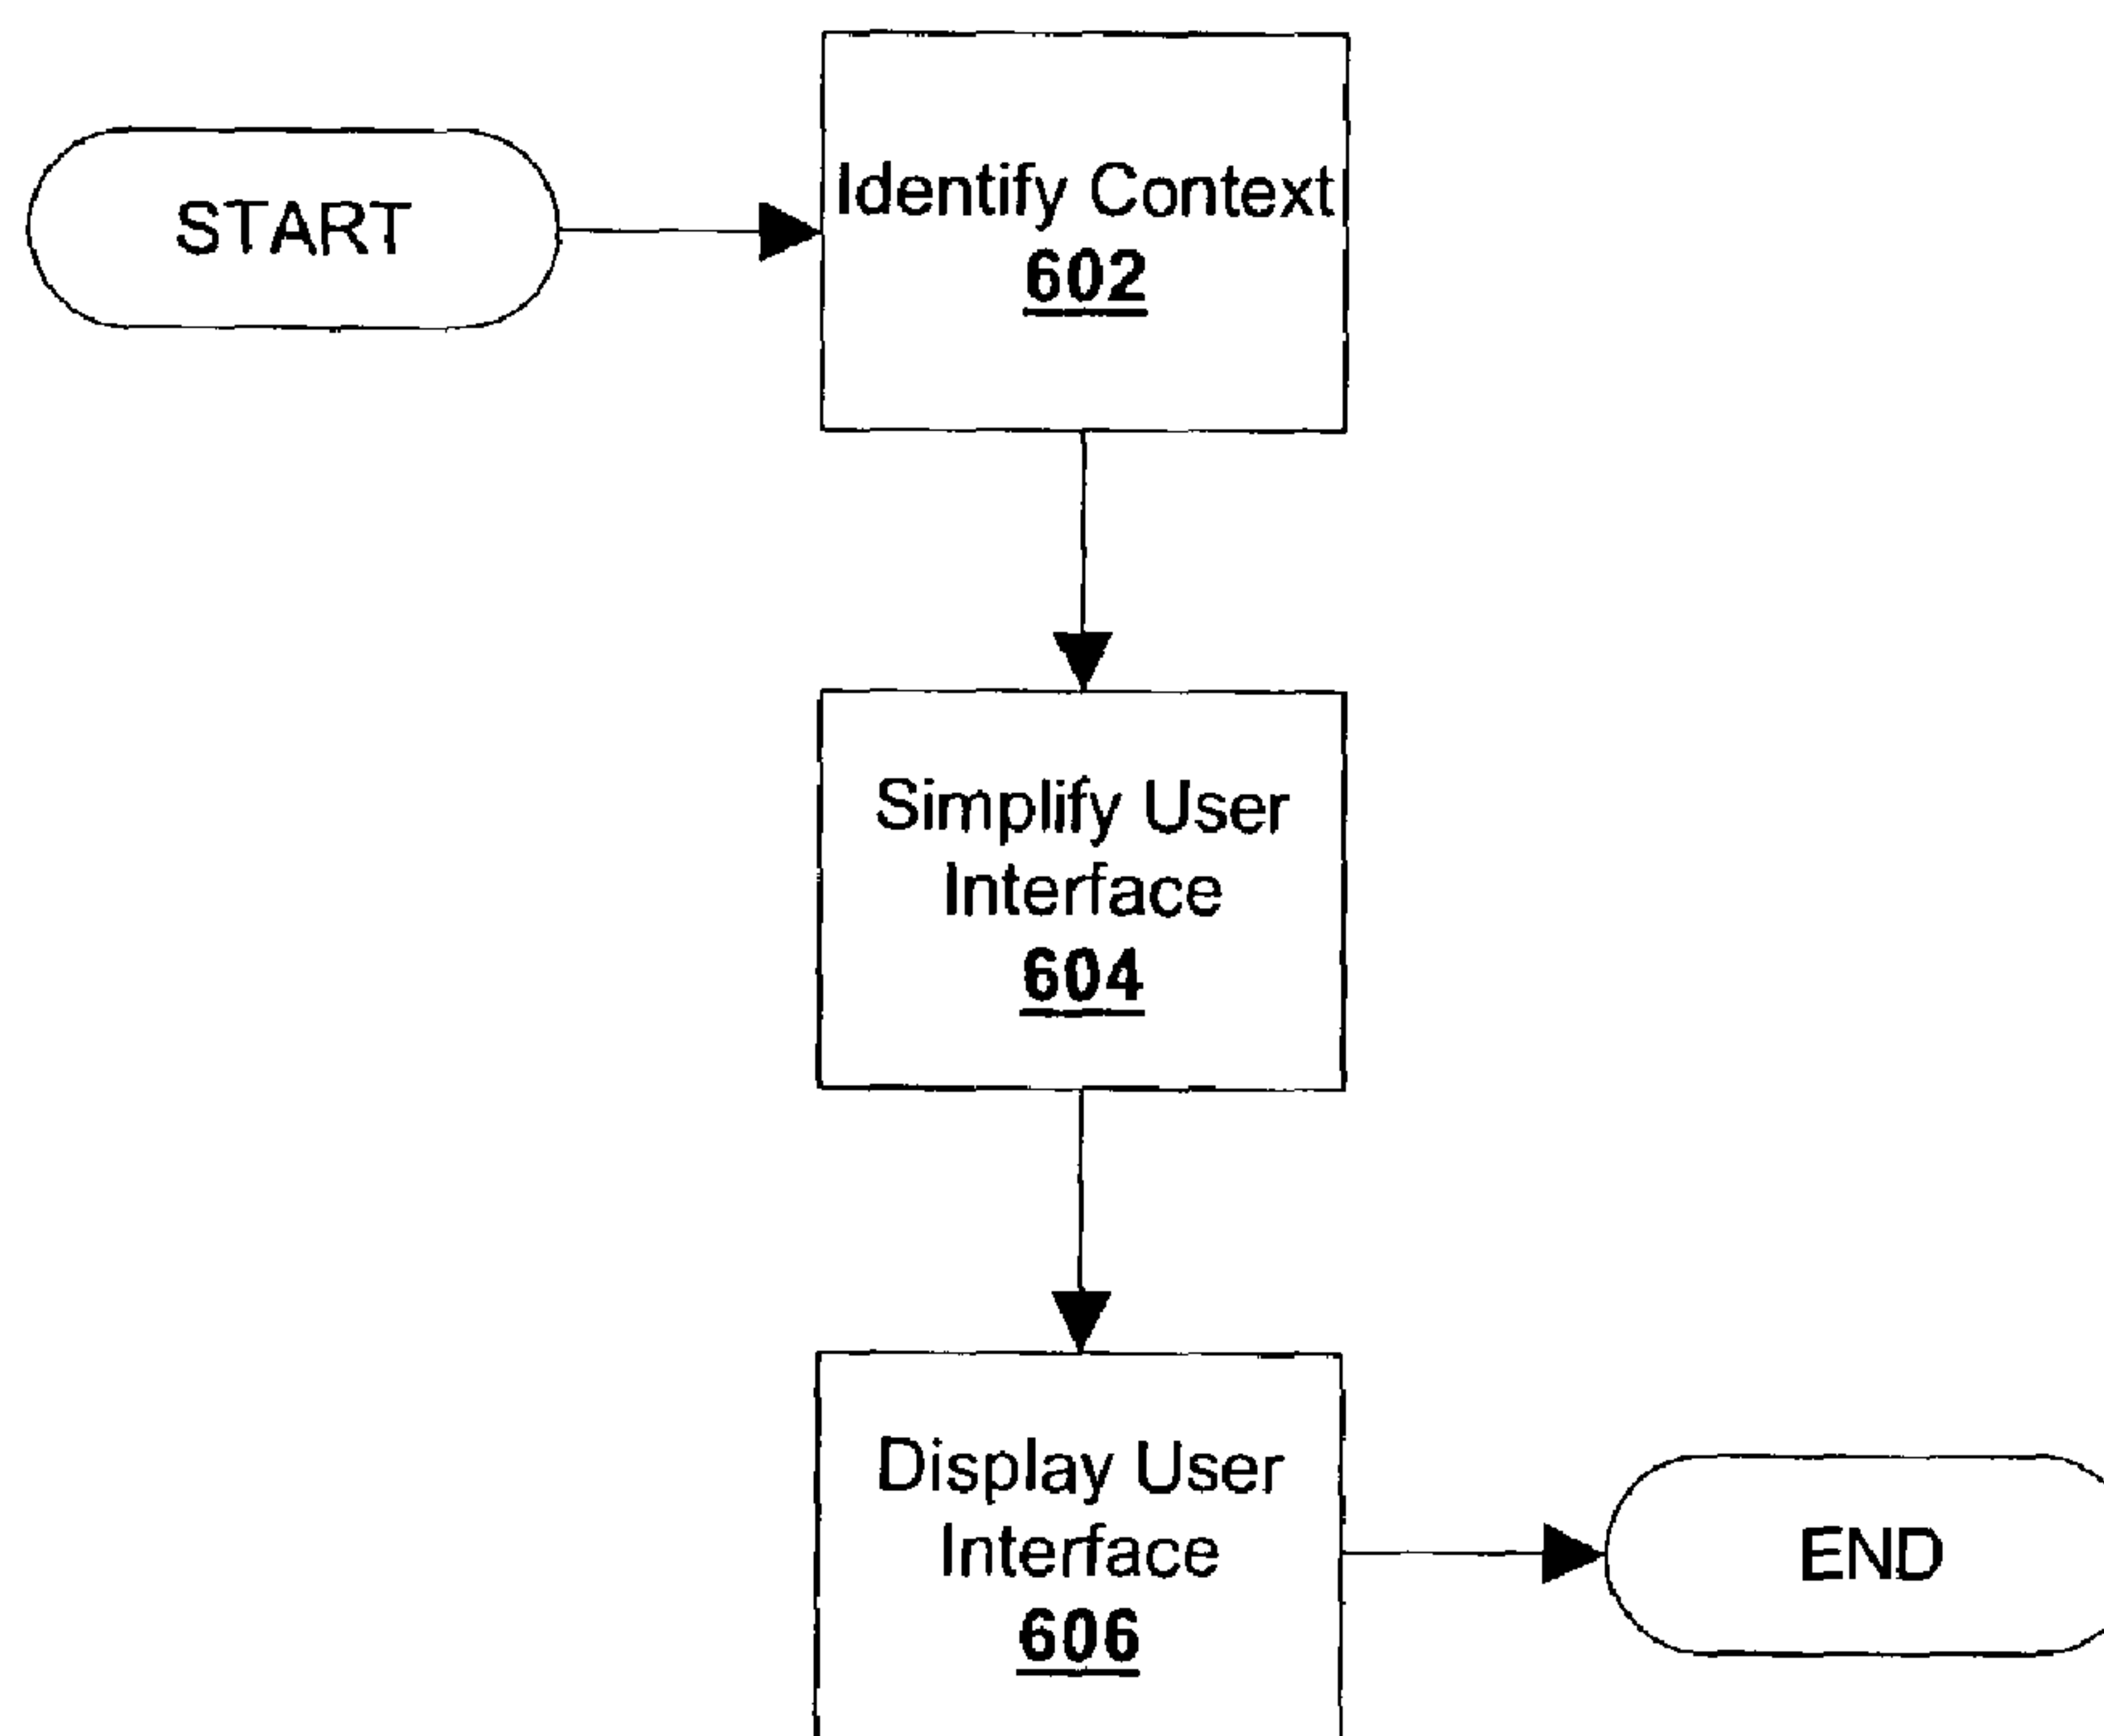 START
Identify Context
602
Simplify User
Interface
604
Display User
Interface
606
END